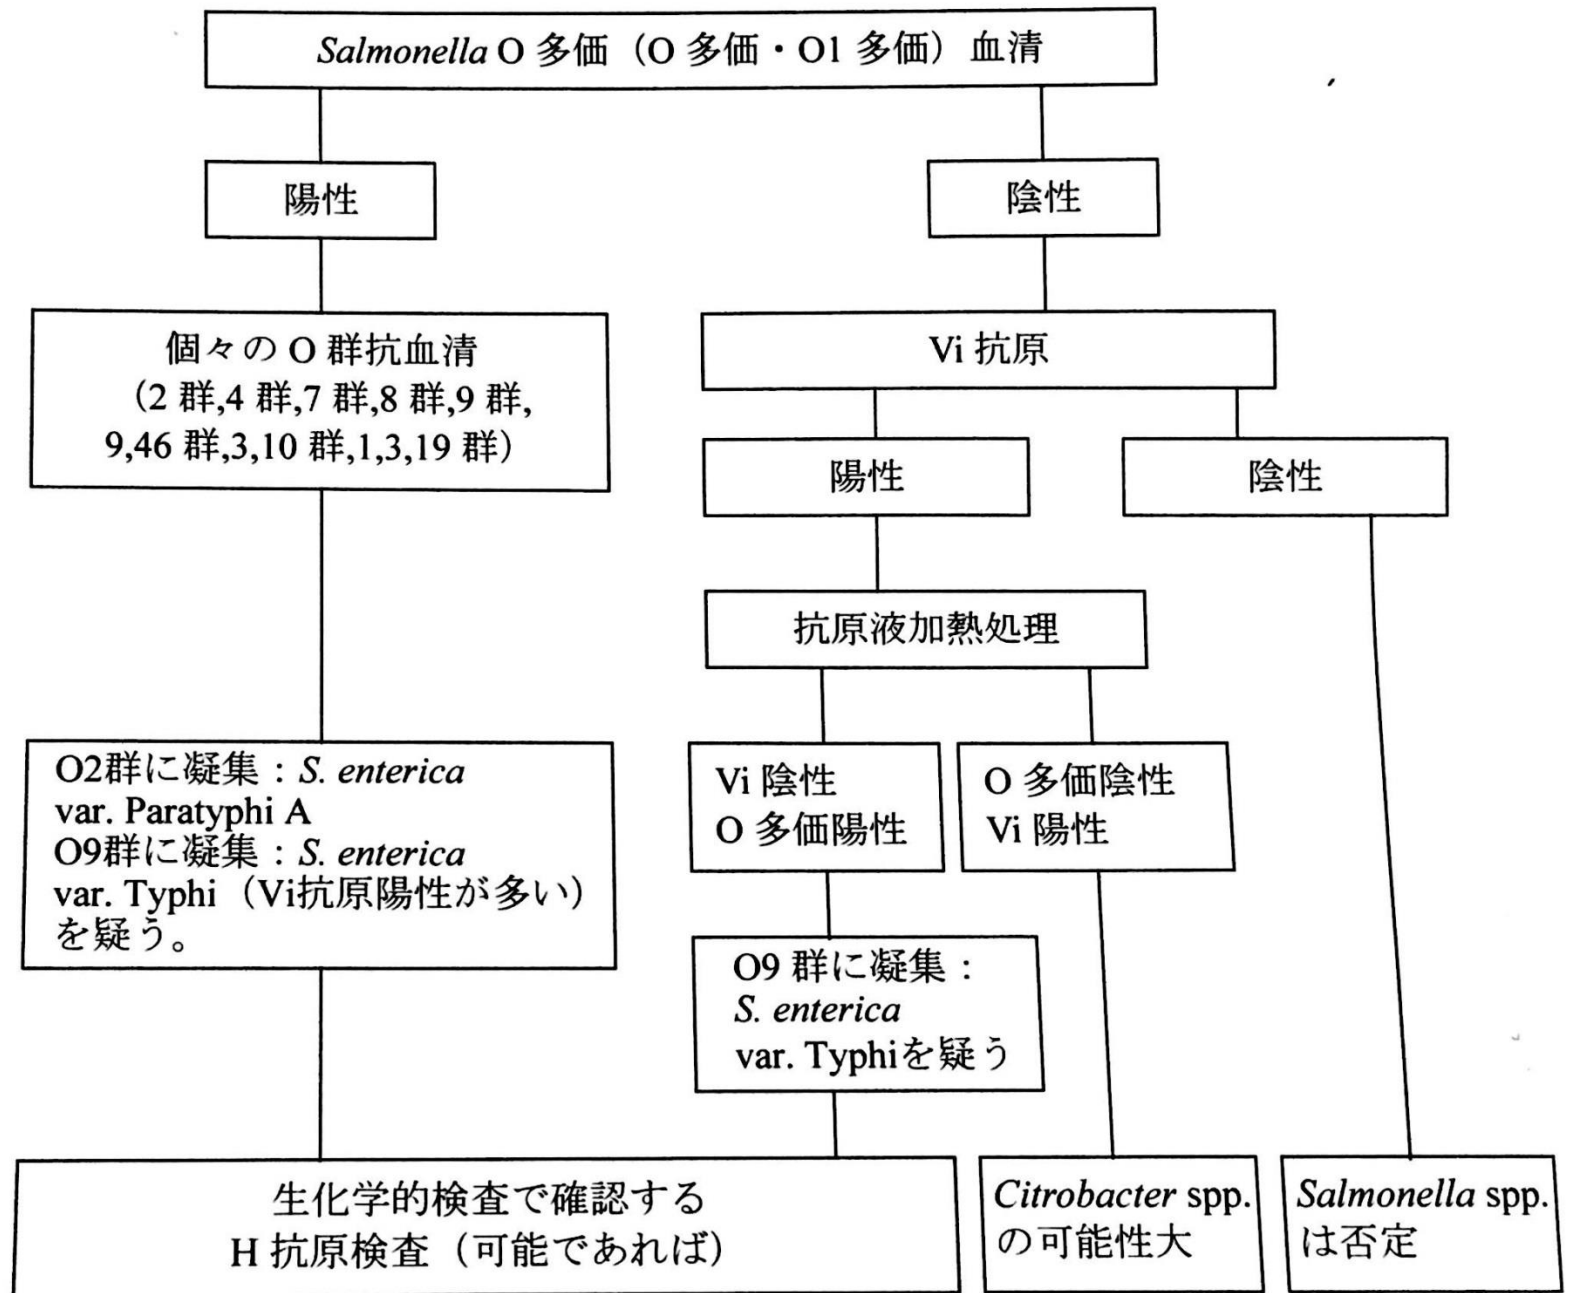 Salmonella O 多価（O 多価・O1 多価）血清
陽性
陰性
個々の O 群抗血清
（2 群,4 群,7 群,8 群,9 群,
9,46 群,3,10 群,1,3,19 群）
Vi 抗原
陽性
陰性
抗原液加熱処理
O2群に凝集：S. enterica
var. Paratyphi A
O9群に凝集：S. enterica
var. Typhi（Vi抗原陽性が多い）
を疑う。
Vi 陰性
O 多価陽性
O 多価陰性
Vi 陽性
O9 群に凝集：
S. enterica
var. Typhiを疑う
生化学的検査で確認する
H 抗原検査（可能であれば）
Citrobacter spp.
の可能性大
Salmonella spp.
は否定